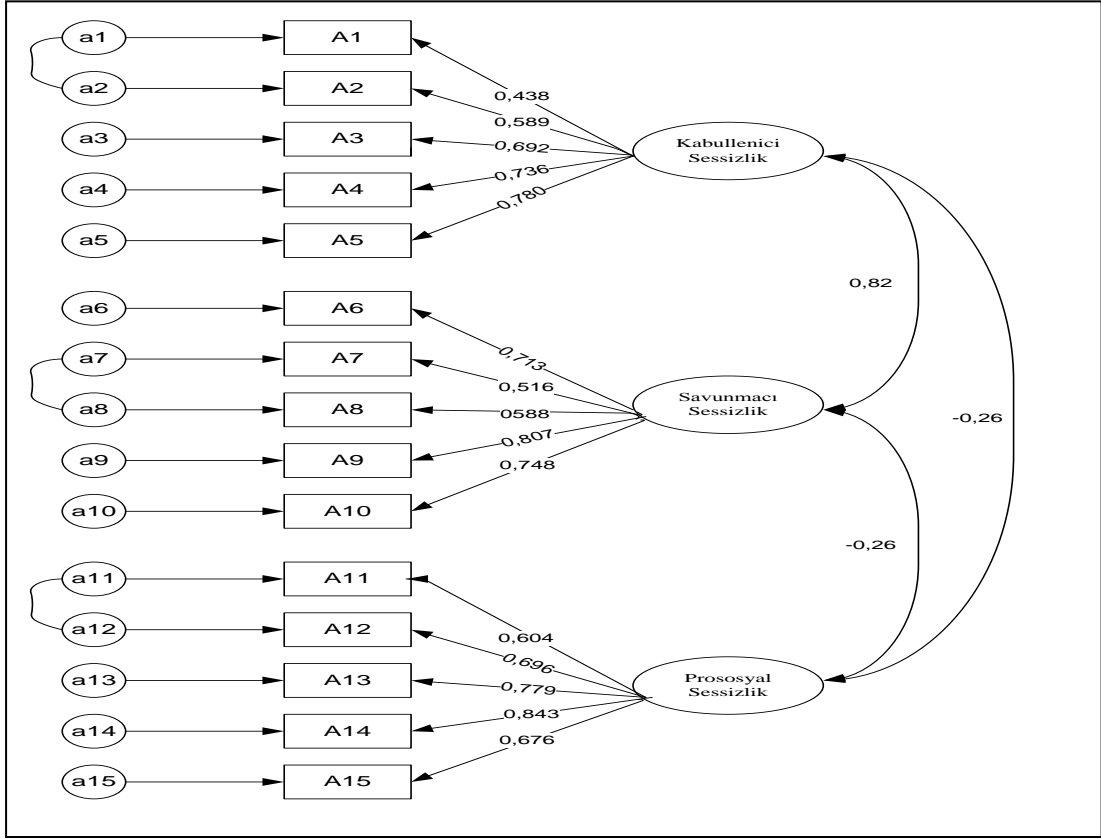 a1 A1
0,438
a2 A2
0,589
a3 A3
0,692
Kabullenici
Sessizlik
a4 A4
0,736
0,780
a5 A5
0,82
a6 A6
0,713
a7 A7
0,516
a8 A8
0588
Savunmacı
Sessizlik
-0,26
a9 A9
0,807
0,748
a10 A10
-0,26
a11 A11
0,604
a12 A12
0,696
a13 A13
0,779
Prososyal
Sessizlik
a14 A14
0,843
0,676
a15 A15